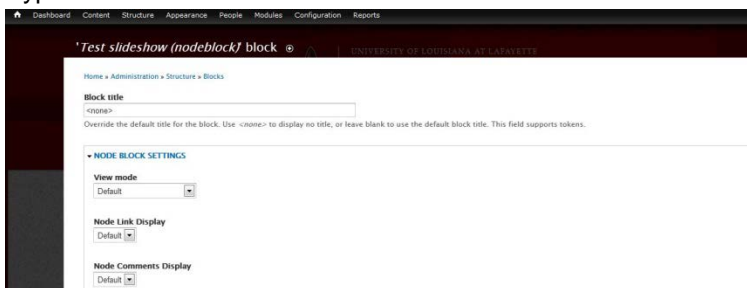 Dashboard Content Structure Appearance People Modules Configuration Reports
'Test slideshow (nodeblock)' block
UNIVERSITY OF LOUISIANA AT LAFAYETTE
Home » Administration » Structure » Blocks
Block title
<none>
Override the default title for the block. Use <none> to display no title, or leave blank to use the default block title. This field supports tokens.
NODE BLOCK SETTINGS
View mode
Default
Node Link Display
Default
Node Comments Display
Default